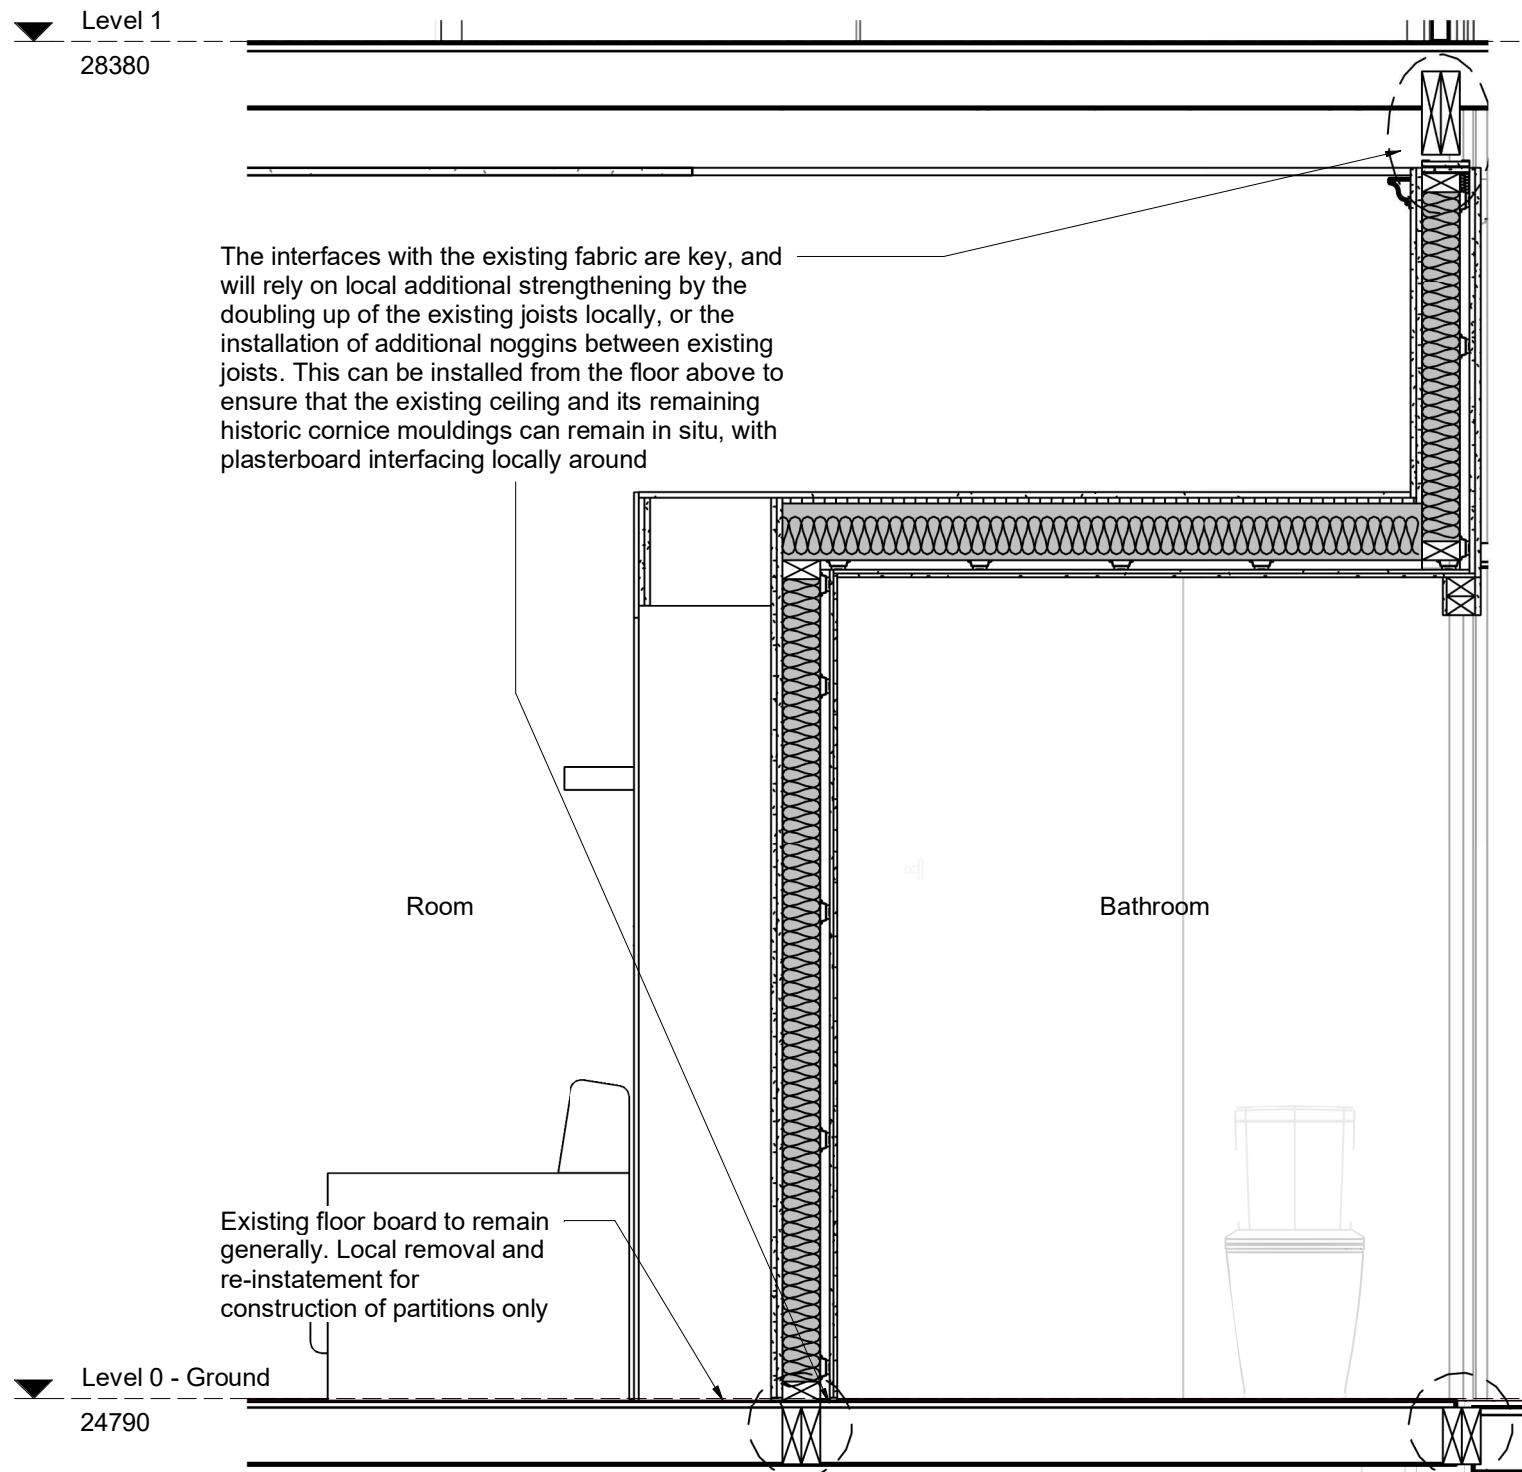 Level 1
28380
The interfaces with the existing fabric are key, and
will rely on local additional strengthening by the
doubling up of the existing joists locally, or the
installation of additional noggins between existing
joists. This can be installed from the floor above to
ensure that the existing ceiling and its remaining
historic cornice mouldings can remain in situ, with
plasterboard interfacing locally around
Room
Bathroom
Existing floor board to remain
generally. Local removal and
re-instatement for
construction of partitions only
Level 0 - Ground
24790